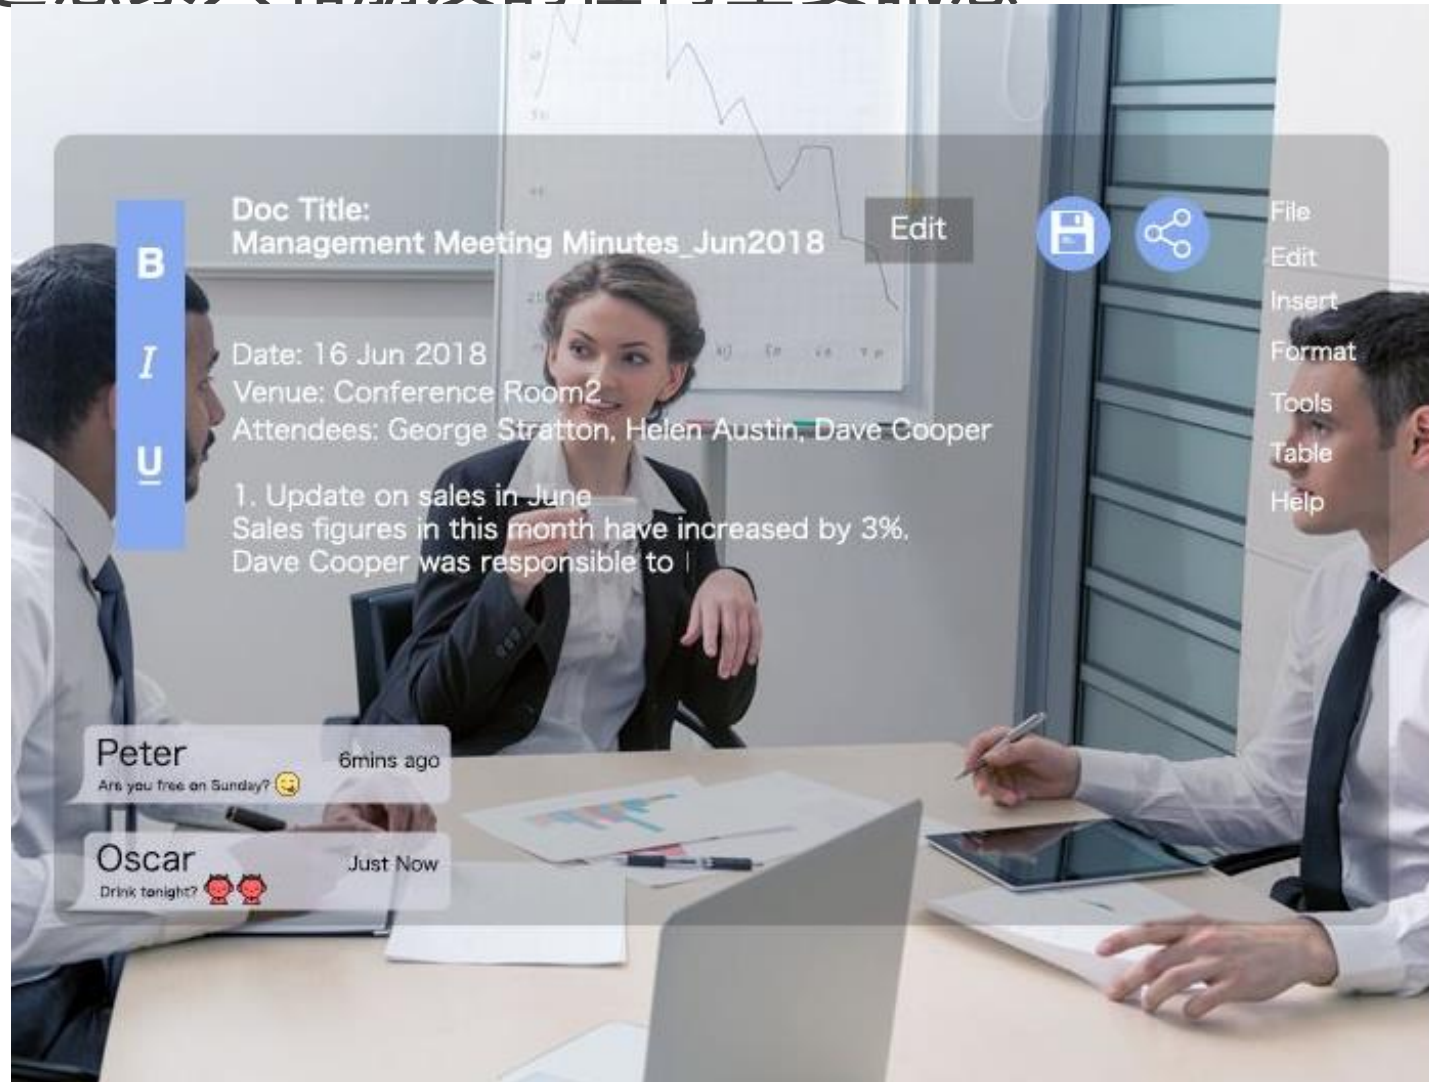 Doc Title:
Management Meeting Minutes_Jun2018
Edit
Date: 16 Jun 2018
Venue: Conference Room2
Attendees: George Stratton, Helen Austin, Dave Cooper
1. Update on sales in June
Sales figures in this month have increased by 3%.
Dave Cooper was responsible to
B
I
U
File
Edit
Insert
Format
Tools
Table
Help
Peter 6mins ago
Are you free on Sunday? 😋
Oscar Just Now
Drink tonight? 👹👹